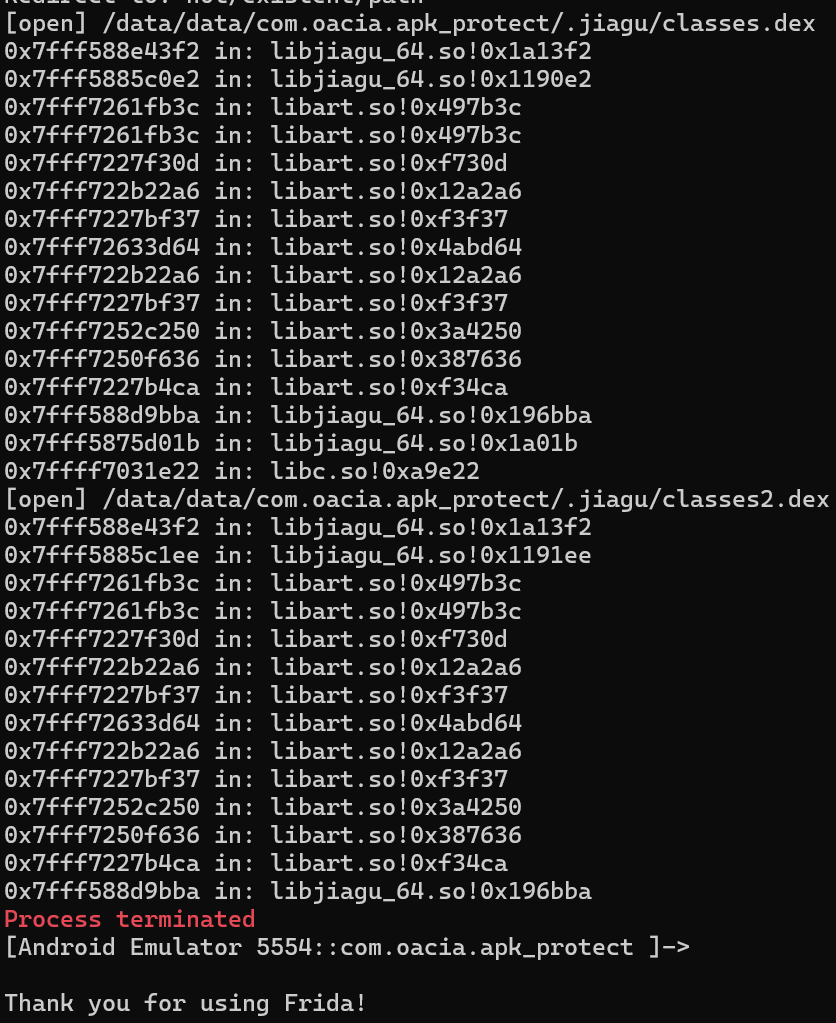 Redirect to: not/existent/path
[open] /data/data/com.oacia.apk_protect/.jiagu/classes.dex
0x7fff588e43f2 in: libjiagu_64.so!0x1a13f2
0x7fff5885c0e2 in: libjiagu_64.so!0x1190e2
0x7fff7261fb3c in: libart.so!0x497b3c
0x7fff7261fb3c in: libart.so!0x497b3c
0x7fff7227f30d in: libart.so!0xf730d
0x7fff722b22a6 in: libart.so!0x12a2a6
0x7fff7227bf37 in: libart.so!0xf3f37
0x7fff72633d64 in: libart.so!0x4abd64
0x7fff722b22a6 in: libart.so!0x12a2a6
0x7fff7227bf37 in: libart.so!0xf3f37
0x7fff7252c250 in: libart.so!0x3a4250
0x7fff7250f636 in: libart.so!0x387636
0x7fff7227b4ca in: libart.so!0xf34ca
0x7fff588d9bba in: libjiagu_64.so!0x196bba
0x7fff5875d01b in: libjiagu_64.so!0x1a01b
0x7ffff7031e22 in: libc.so!0xa9e22
[open] /data/data/com.oacia.apk_protect/.jiagu/classes2.dex
0x7fff588e43f2 in: libjiagu_64.so!0x1a13f2
0x7fff5885c1ee in: libjiagu_64.so!0x1191ee
0x7fff7261fb3c in: libart.so!0x497b3c
0x7fff7261fb3c in: libart.so!0x497b3c
0x7fff7227f30d in: libart.so!0xf730d
0x7fff722b22a6 in: libart.so!0x12a2a6
0x7fff7227bf37 in: libart.so!0xf3f37
0x7fff72633d64 in: libart.so!0x4abd64
0x7fff722b22a6 in: libart.so!0x12a2a6
0x7fff7227bf37 in: libart.so!0xf3f37
0x7fff7252c250 in: libart.so!0x3a4250
0x7fff7250f636 in: libart.so!0x387636
0x7fff7227b4ca in: libart.so!0xf34ca
0x7fff588d9bba in: libjiagu_64.so!0x196bba
Process terminated
[Android Emulator 5554::com.oacia.apk_protect ]->
Thank you for using Frida!